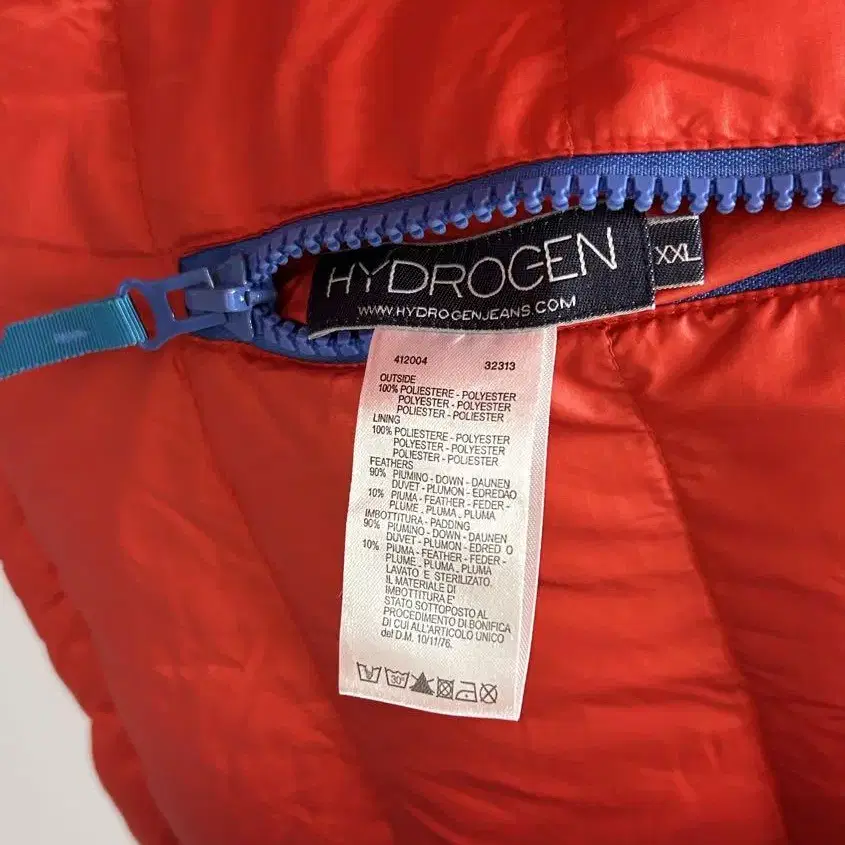 HYDROGEN
WWW.HYDROGENJEANS.COM
XXL
412004 32313
OUTSIDE
100% POLIESTERE - POLYESTER
POLYESTER - POLYESTER
POLIESTER - POLIESTER
LINING
100% POLIESTERE - POLYESTER
POLYESTER - POLYESTER
POLIESTER - POLIESTER
FEATHERS
90% PIUMINO - DOWN - DAUNEN
DUVET - PLUMON - EDREDAO
10% PIUMA - FEATHER - FEDER -
PLUME . PLUMA . PLUMA
IMBOTTITURA - PADDING
90% PIUMINO - DOWN - DAUNEN
DUVET - PLUMON - EDRED O
10% PIUMA - FEATHER - FEDER -
PLUME . PLUMA . PLUMA
LAVATO E STERILIZATO.
IL MATERIALE DI
IMBOTTITURA E'
STATO SOTTOPOSTO AL
PROCEDIMENTO DI BONIFICA
DI CUI ALL'ARTICOLO UNICO
del D.M. 10/11/76.
30°